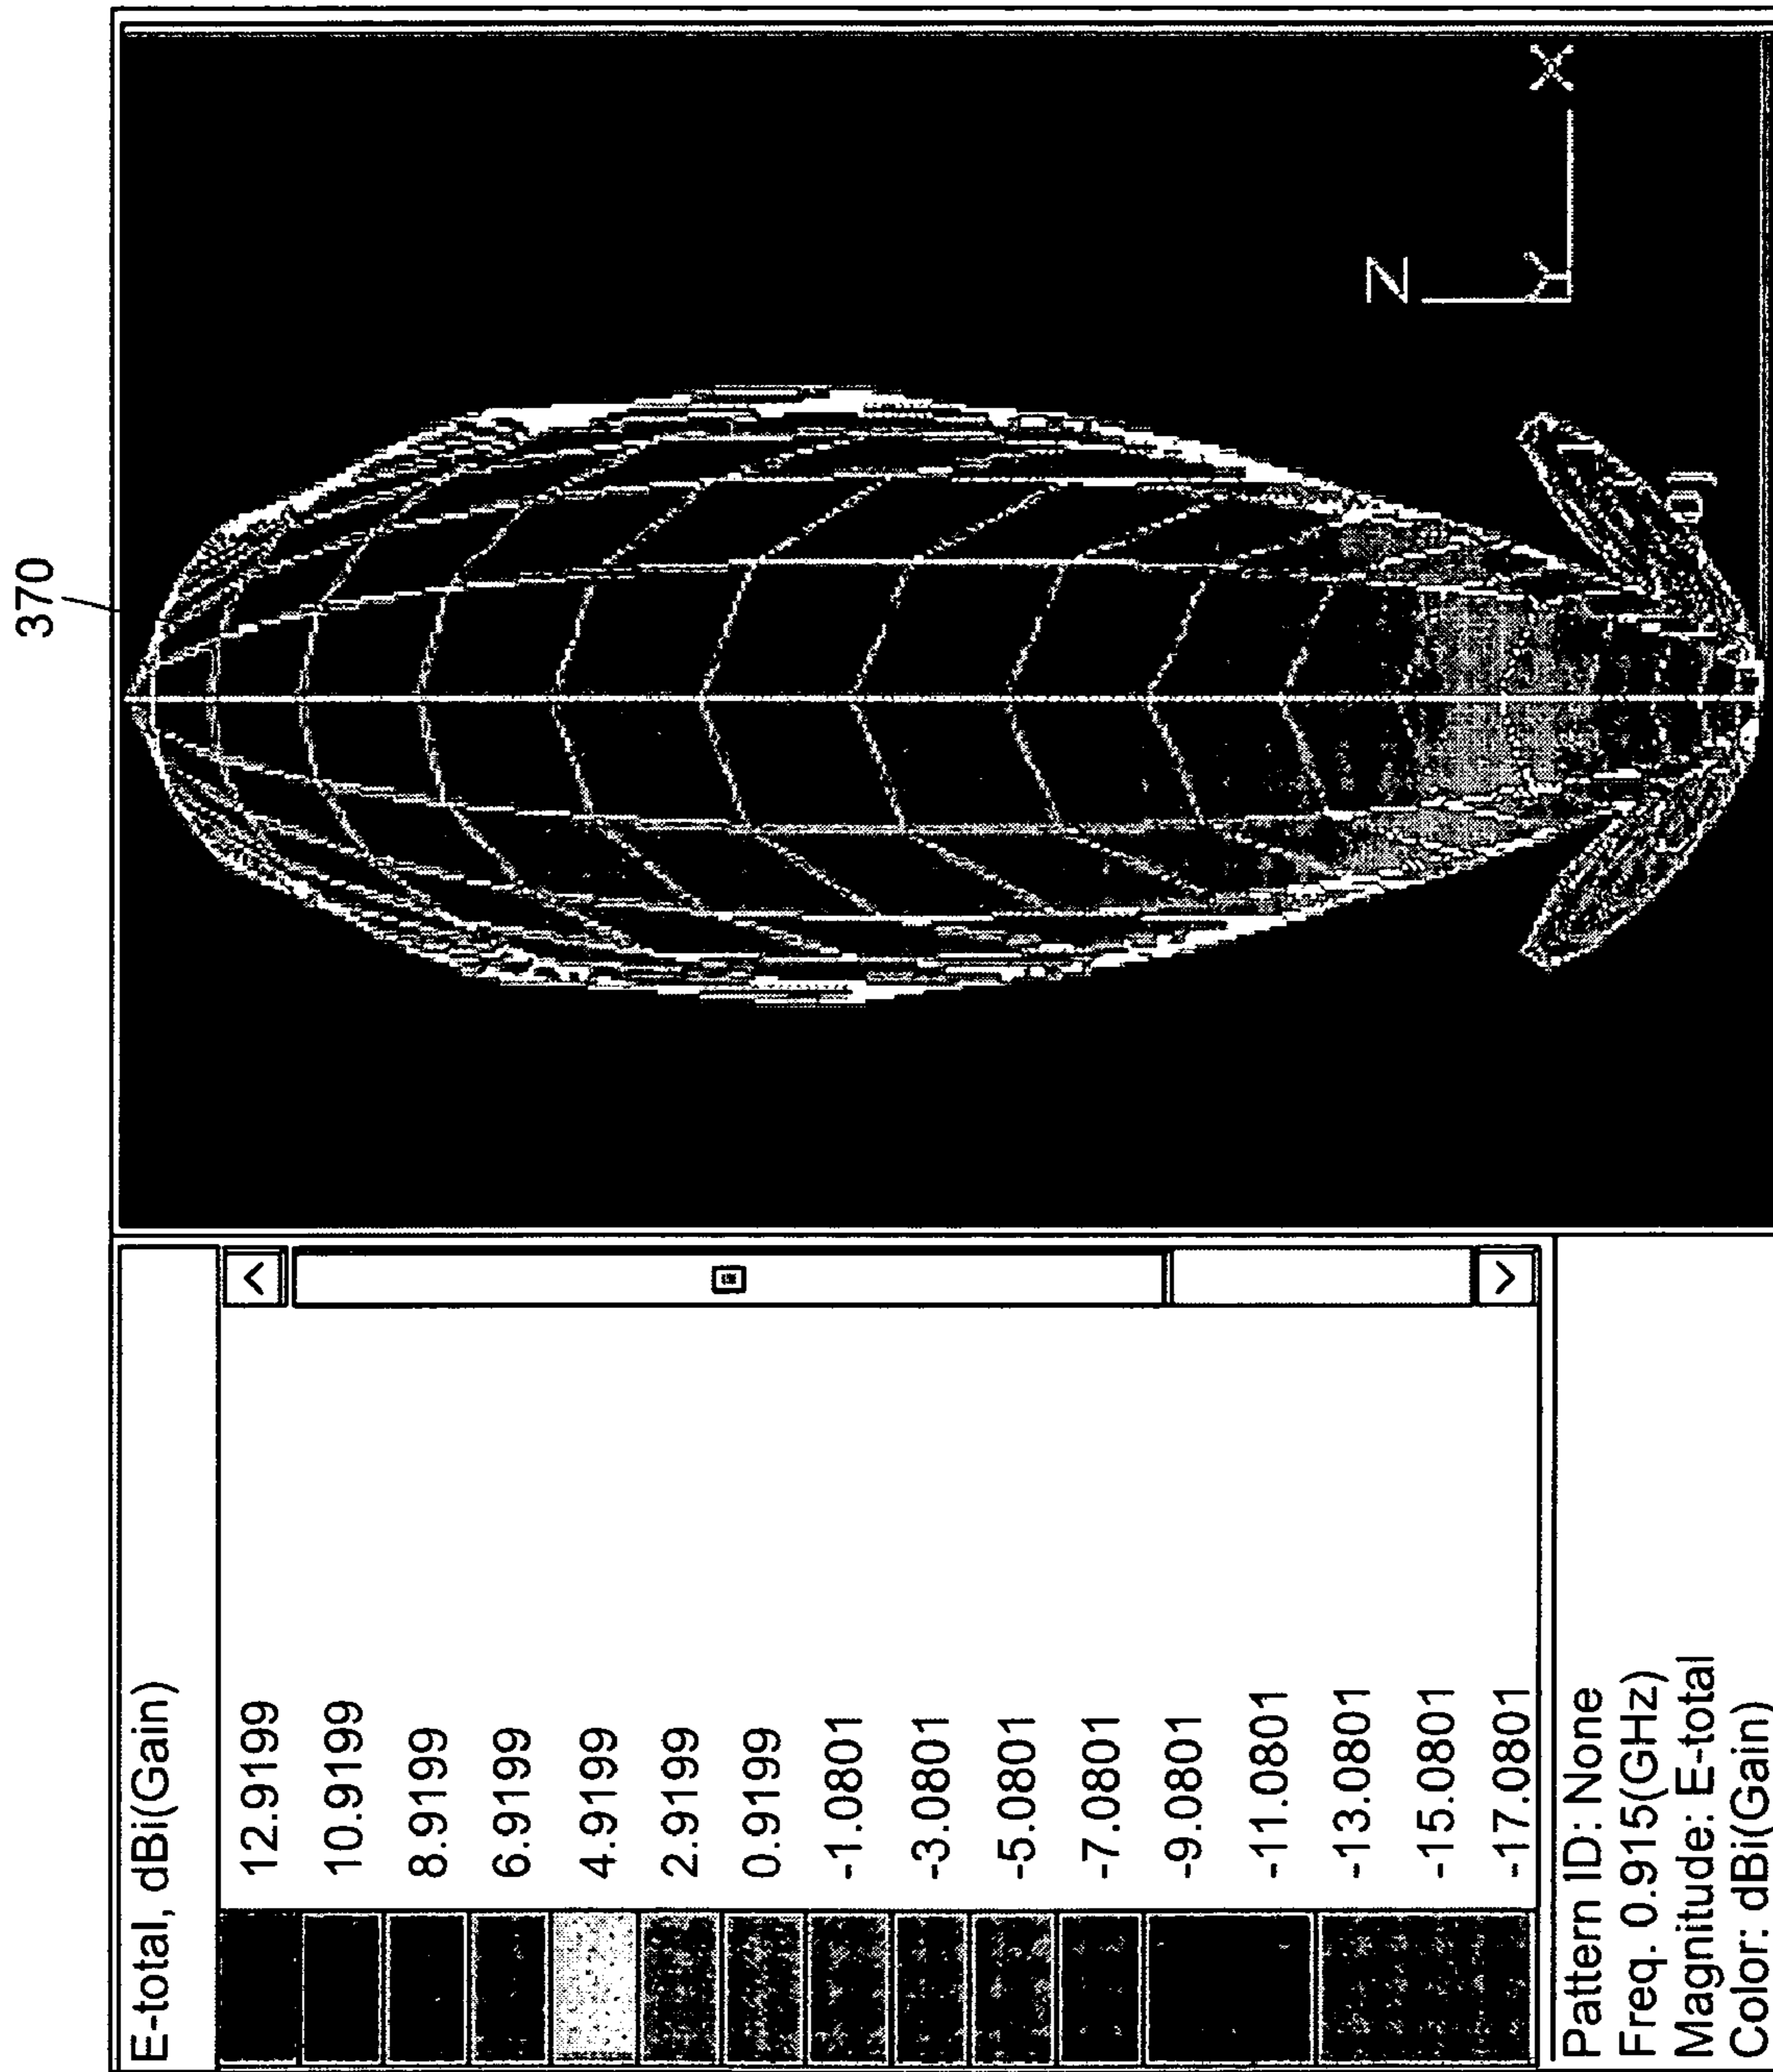 370
E-total, dBi(Gain)
12.9199
10.9199
8.9199
6.9199
4.9199
2.9199
0.9199
-1.0801
-3.0801
-5.0801
-7.0801
-9.0801
-11.0801
-13.0801
-15.0801
-17.0801
Pattern ID: None
Freq. 0.915(GHz)
Magnitude: E-total
Color: dBi(Gain)
Z
Y
X